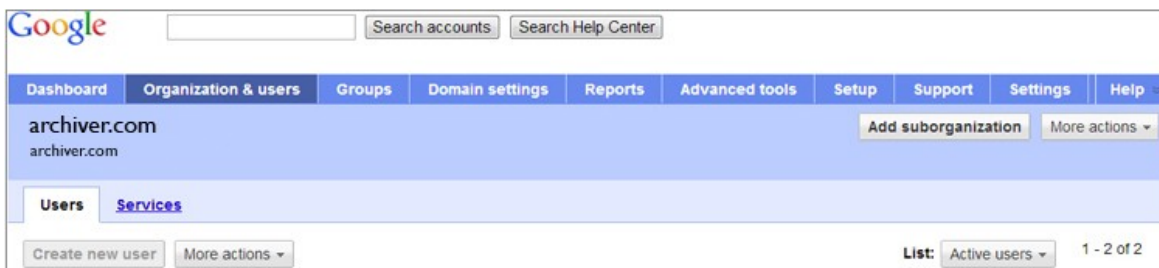 Google Search accounts Search Help Center
Dashboard Organization & users Groups Domain settings Reports Advanced tools Setup Support Settings Help
archiver.com Add suborganization More actions
archiver.com
Users Services
Create new user More actions List: Active users 1 - 2 of 2